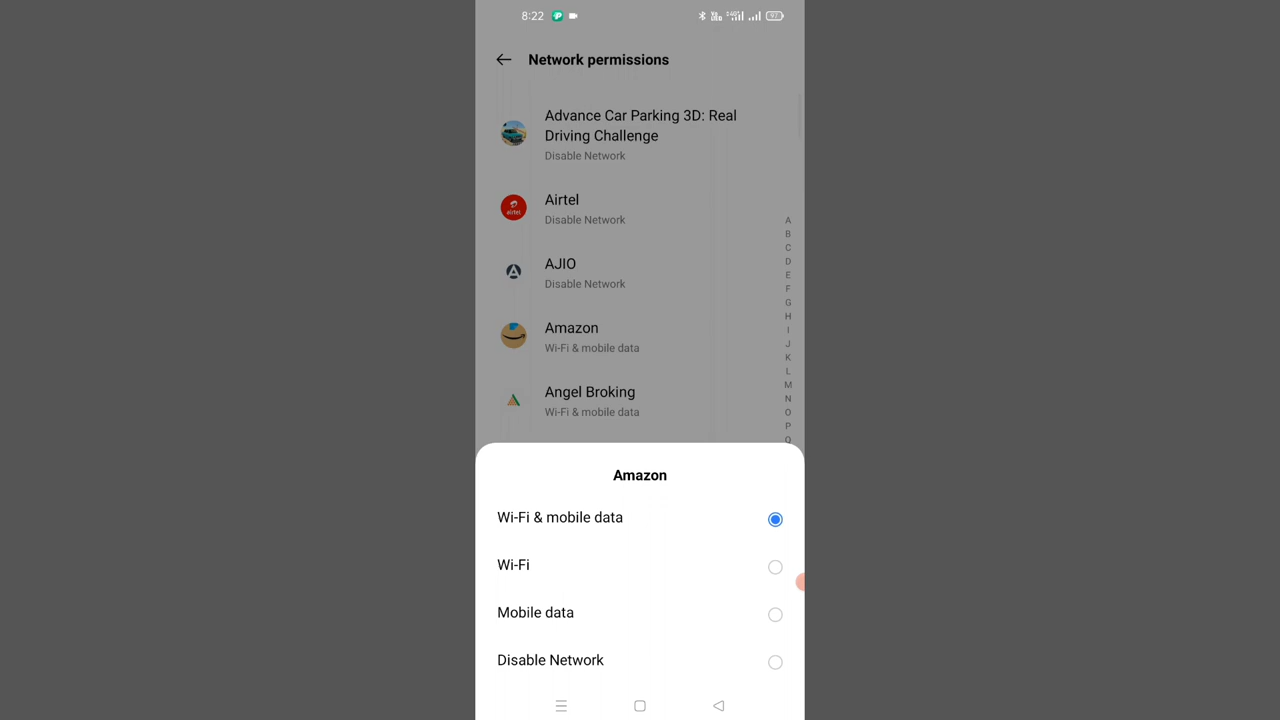 8:22
97
Network permissions
Advance Car Parking 3D: Real
Driving Challenge
Disable Network
airtel
Airtel
Disable Network
AJIO
Disable Network
Amazon
Wi-Fi & mobile data
Angel Broking
Wi-Fi & mobile data
A
B
C
D
E
F
G
H
I
J
K
L
M
N
O
P
Q
Amazon
Wi-Fi & mobile data
Wi-Fi
Mobile data
Disable Network